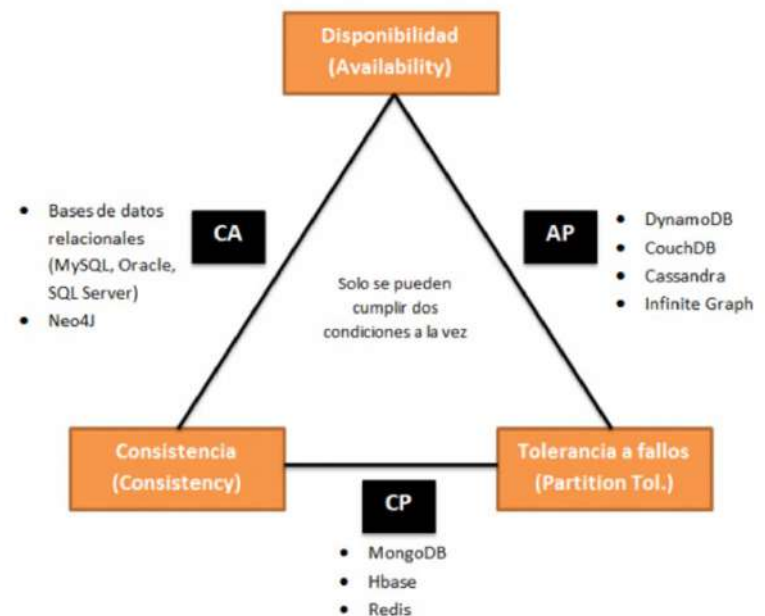 Disponibilidad
(Availability)
• Bases de datos
relacionales
(MySQL, Oracle,
SQL Server)
• Neo4J
CA
AP
• DynamoDB
• CouchDB
• Cassandra
• Infinite Graph
Solo se pueden
cumplir dos
condiciones a la vez
Consistencia
(Consistency)
Tolerancia a fallos
(Partition Tol.)
CP
• MongoDB
• Hbase
• Redis